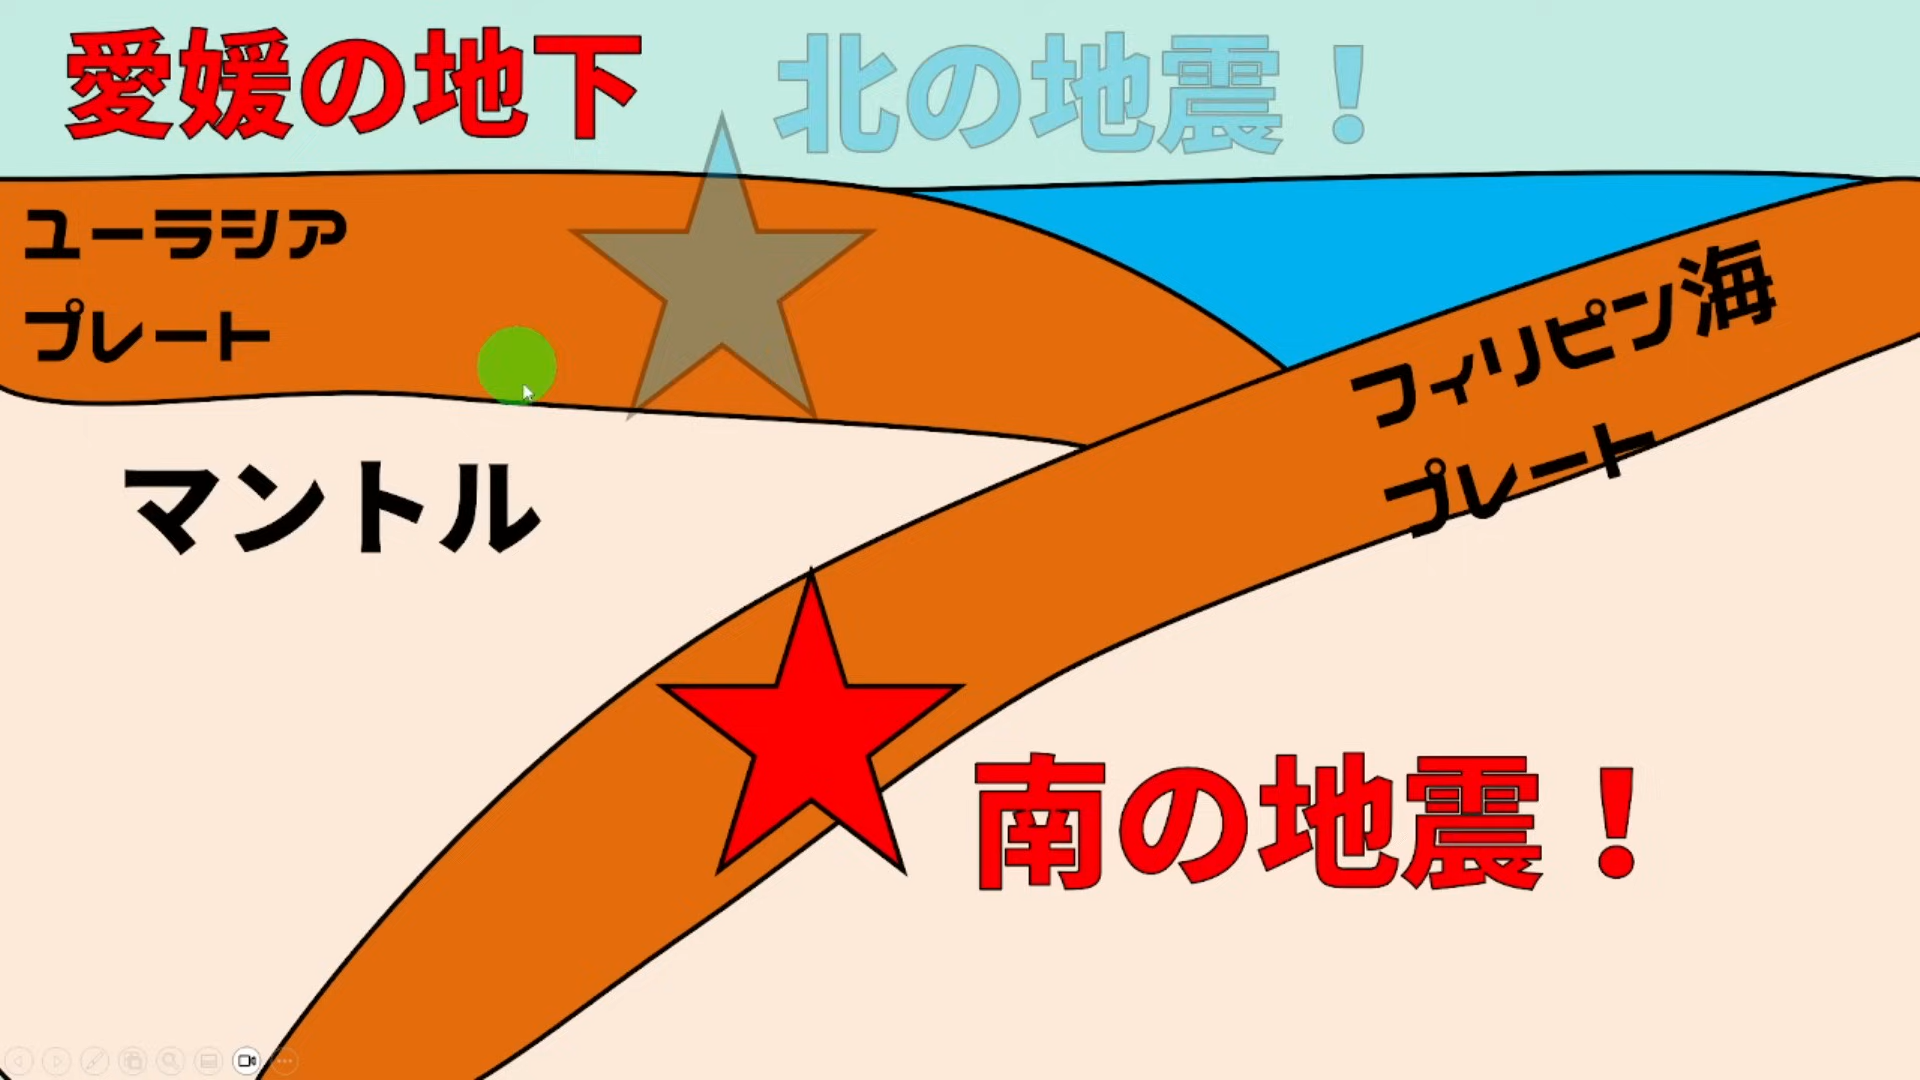 愛媛の地下
北の地震！
ユーラシア
プレート
フィリピン海
プレート
マントル
南の地震！